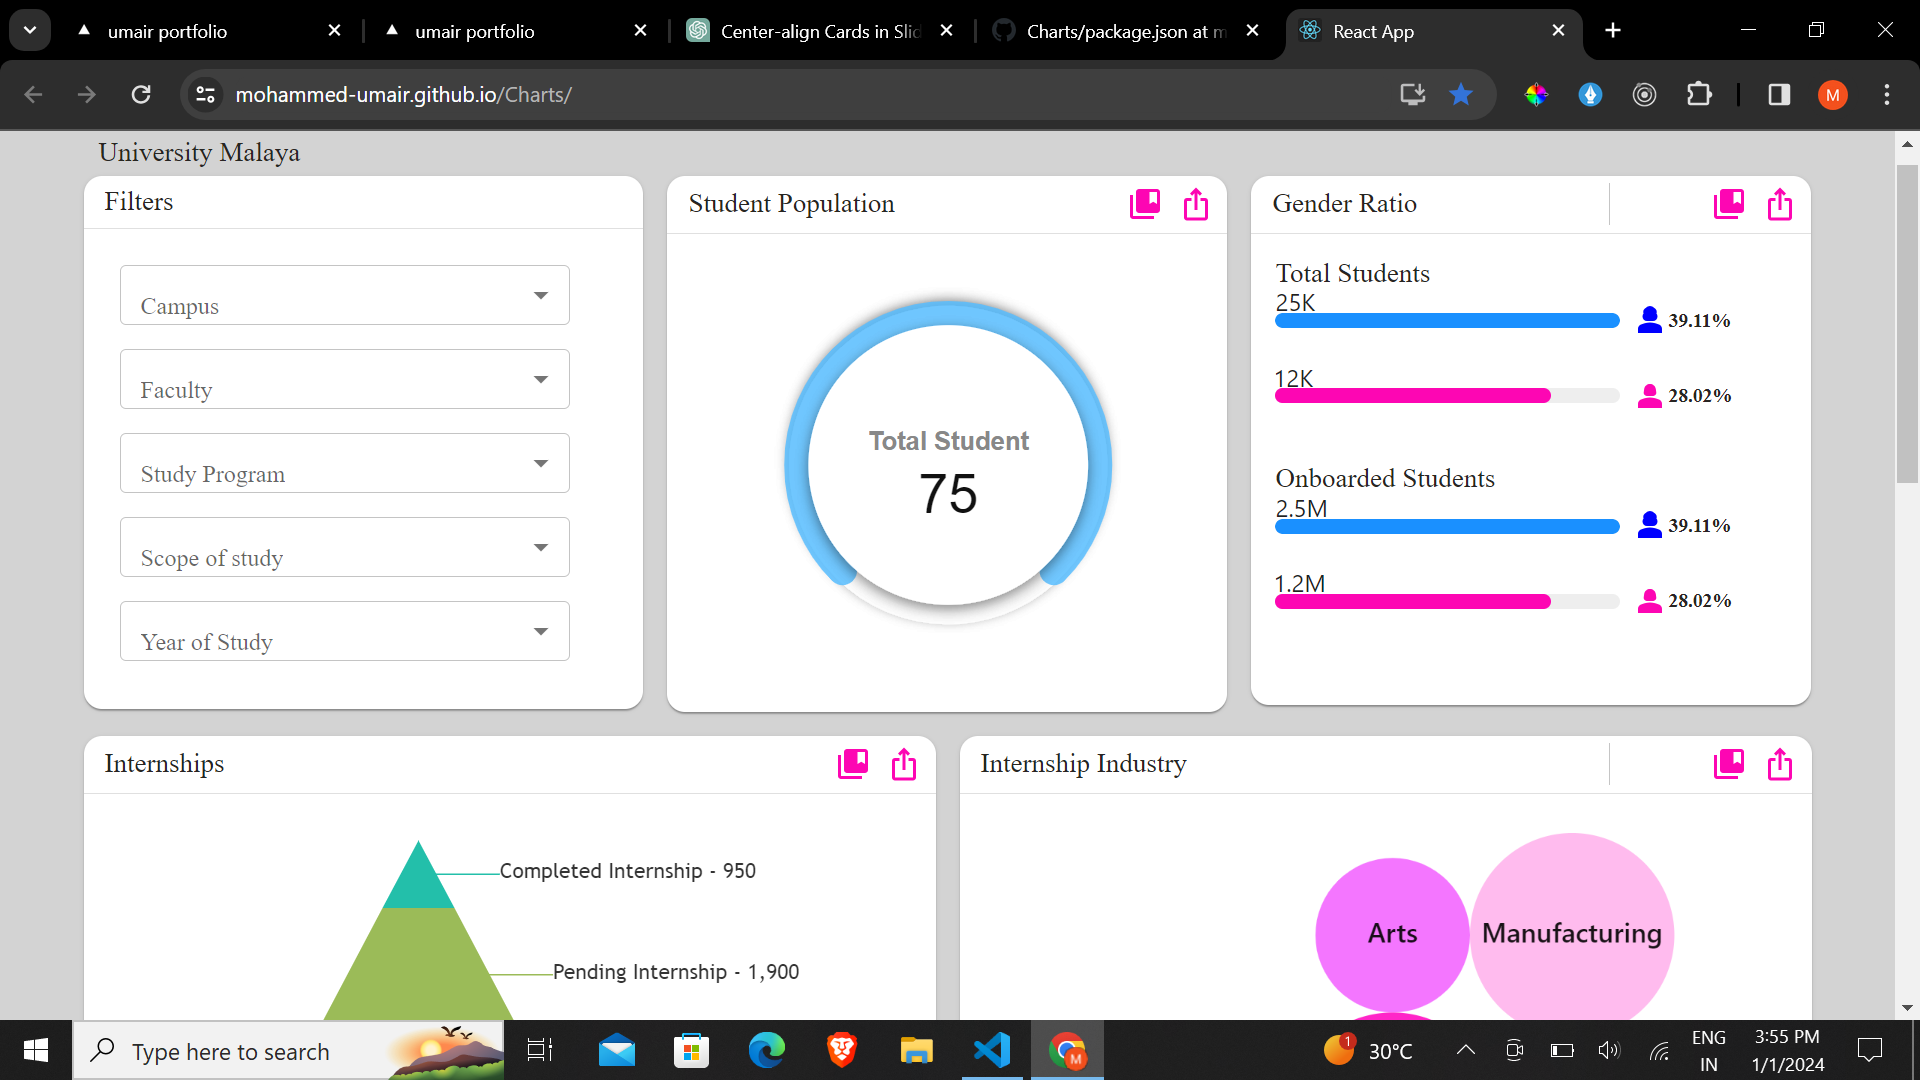 umair portfolio
umair portfolio
Center-align Cards in Slid
Charts/package.json at m
React App
mohammed-umair.github.io/Charts/
M
University Malaya
Filters
Campus
Faculty
Study Program
Scope of study
Year of Study
Student Population
Total Student
75
Gender Ratio
Total Students
25K
39.11%
12K
28.02%
Onboarded Students
2.5M
39.11%
1.2M
28.02%
Internships
Completed Internship - 950
Pending Internship - 1,900
Internship Industry
Arts
Manufacturing
Type here to search
M
1
30°C
ENG
IN
3:55 PM
1/1/2024